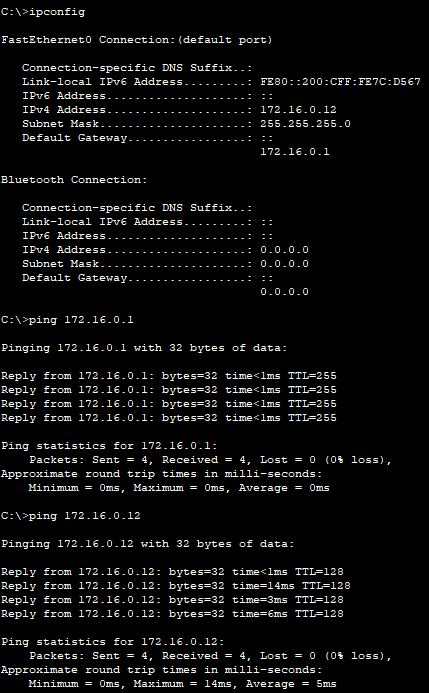 C:\>ipconfig
FastEthernet0 Connection:(default port)
Connection-specific DNS Suffix..:
Link-local IPv6 Address.........: FE80::200:CFF:FE7C:D567
IPv6 Address....................: ::
IPv4 Address....................: 172.16.0.12
Subnet Mask.....................: 255.255.255.0
Default Gateway.................: ::
172.16.0.1
Bluetooth Connection:
Connection-specific DNS Suffix..:
Link-local IPv6 Address.........: ::
IPv6 Address....................: ::
IPv4 Address....................: 0.0.0.0
Subnet Mask.....................: 0.0.0.0
Default Gateway.................: ::
0.0.0.0
C:\>ping 172.16.0.1
Pinging 172.16.0.1 with 32 bytes of data:
Reply from 172.16.0.1: bytes=32 time<1ms TTL=255
Reply from 172.16.0.1: bytes=32 time<1ms TTL=255
Reply from 172.16.0.1: bytes=32 time<1ms TTL=255
Reply from 172.16.0.1: bytes=32 time<1ms TTL=255
Ping statistics for 172.16.0.1:
Packets: Sent = 4, Received = 4, Lost = 0 (0% loss),
Approximate round trip times in milli-seconds:
Minimum = 0ms, Maximum = 0ms, Average = 0ms
C:\>ping 172.16.0.12
Pinging 172.16.0.12 with 32 bytes of data:
Reply from 172.16.0.12: bytes=32 time<1ms TTL=128
Reply from 172.16.0.12: bytes=32 time=14ms TTL=128
Reply from 172.16.0.12: bytes=32 time=3ms TTL=128
Reply from 172.16.0.12: bytes=32 time=6ms TTL=128
Ping statistics for 172.16.0.12:
Packets: Sent = 4, Received = 4, Lost = 0 (0% loss),
Approximate round trip times in milli-seconds:
Minimum = 0ms, Maximum = 14ms, Average = 5ms